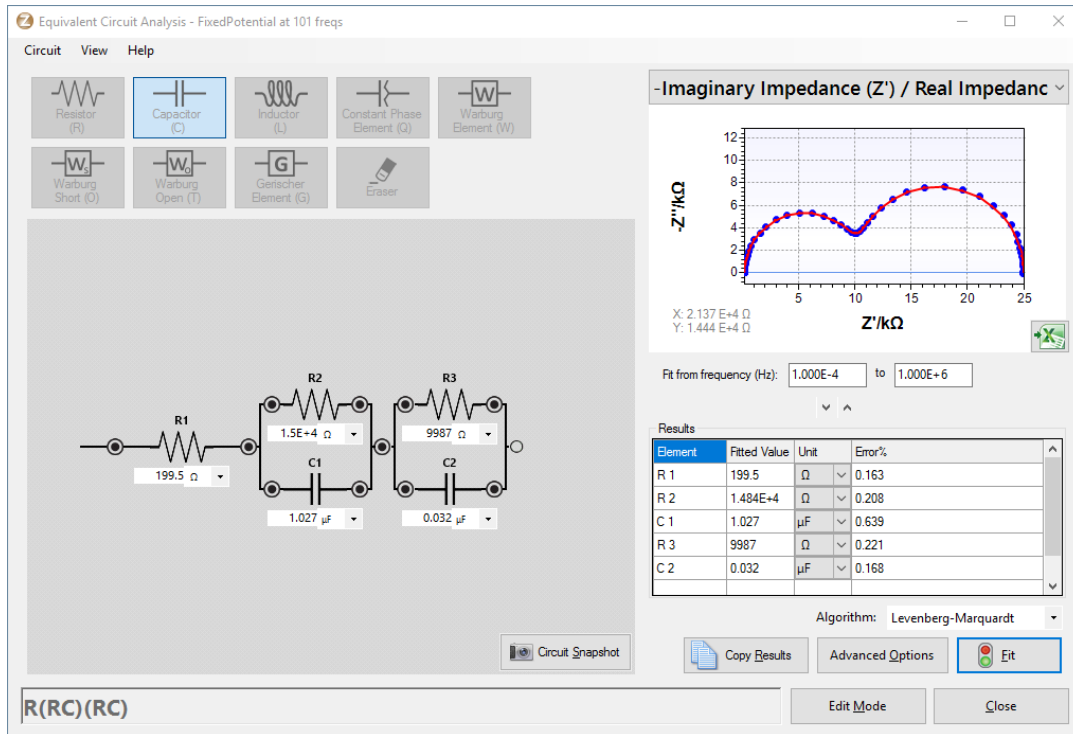 Equivalent Circuit Analysis - FixedPotential at 101 freqs
Circuit View Help
Resistor
(R)
Capacitor
(C)
Inductor
(L)
Constant Phase
Element (Q)
W
Warburg
Element (W)
Ws
Warburg
Short (O)
Wo
Warburg
Open (T)
G
Gerischer
Element (G)
Eraser
R1
199.5 Ω
R2
1.5E+4 Ω
C1
1.027 µF
R3
9987 Ω
C2
0.032 µF
Circuit Snapshot
R(RC)(RC)
-Imaginary Impedance (Z') / Real Impedanc
-Z''/kΩ
12
10
8
6
4
2
0
5 10 15 20 25
Z'/kΩ
X: 2.137 E+4 Ω
Y: 1.444 E+4 Ω
Fit from frequency (Hz): 1.000E-4 to 1.000E+6
Results
Element Fitted Value Unit Error%
R 1 199.5 Ω 0.163
R 2 1.484E+4 Ω 0.208
C 1 1.027 µF 0.639
R 3 9987 Ω 0.221
C 2 0.032 µF 0.168
Algorithm: Levenberg-Marquardt
Copy Results Advanced Options Fit
Edit Mode Close